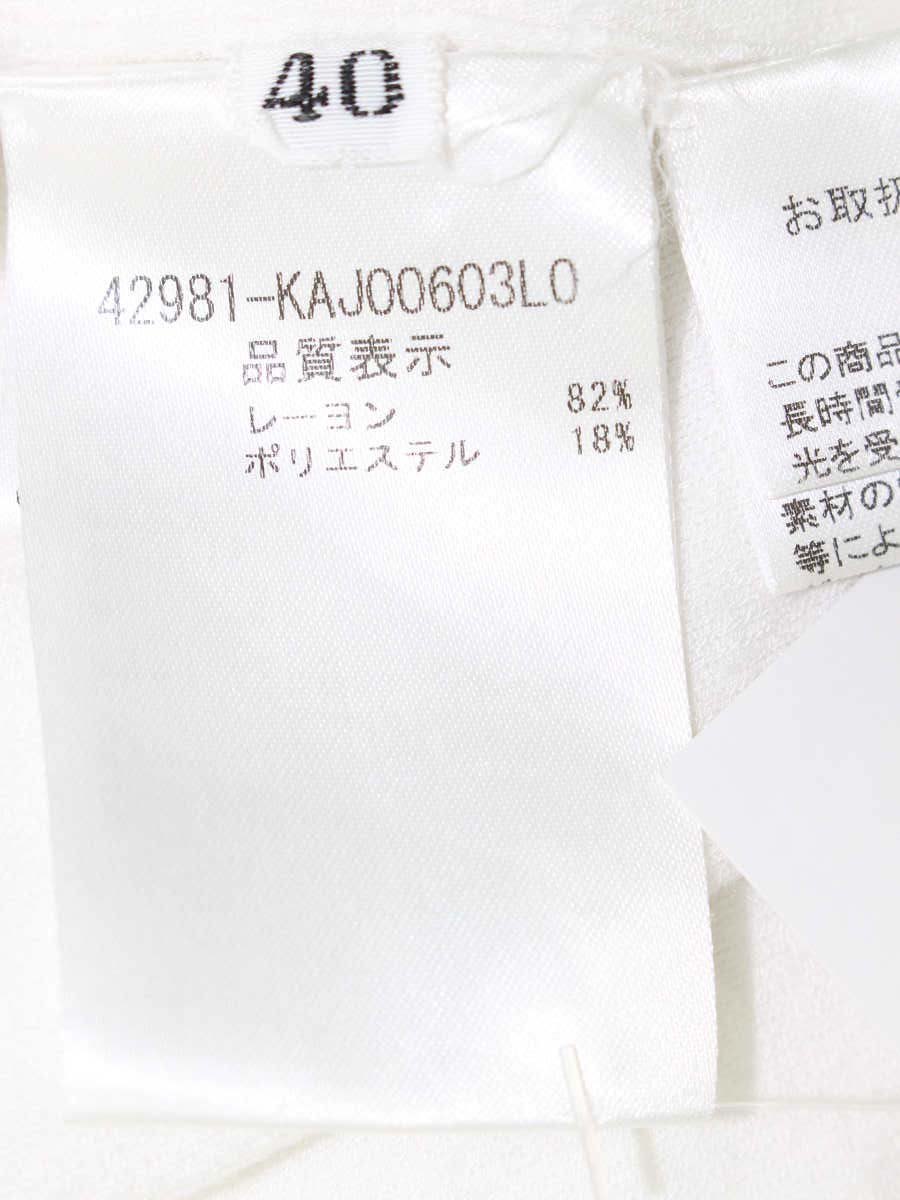 40
42981-KAJ00603L0
品質表示
レーヨン 82%
ポリエステル 18%
お取扱
この商品
長時間
光を受
素材の
等によ